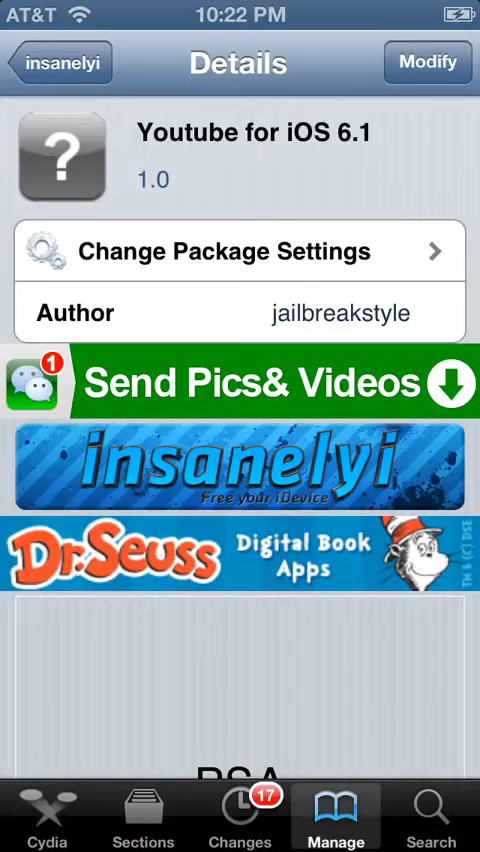 AT&T 10:22 PM
insanelyi Details Modify
?
Youtube for iOS 6.1
1.0
Change Package Settings
Author jailbreakstyle
1
Send Pics& Videos
insanelyi
Free your iDevice
Dr. Seuss
Digital Book
Apps
TM & (C) DSE
17
Cydia Sections Changes Manage Search